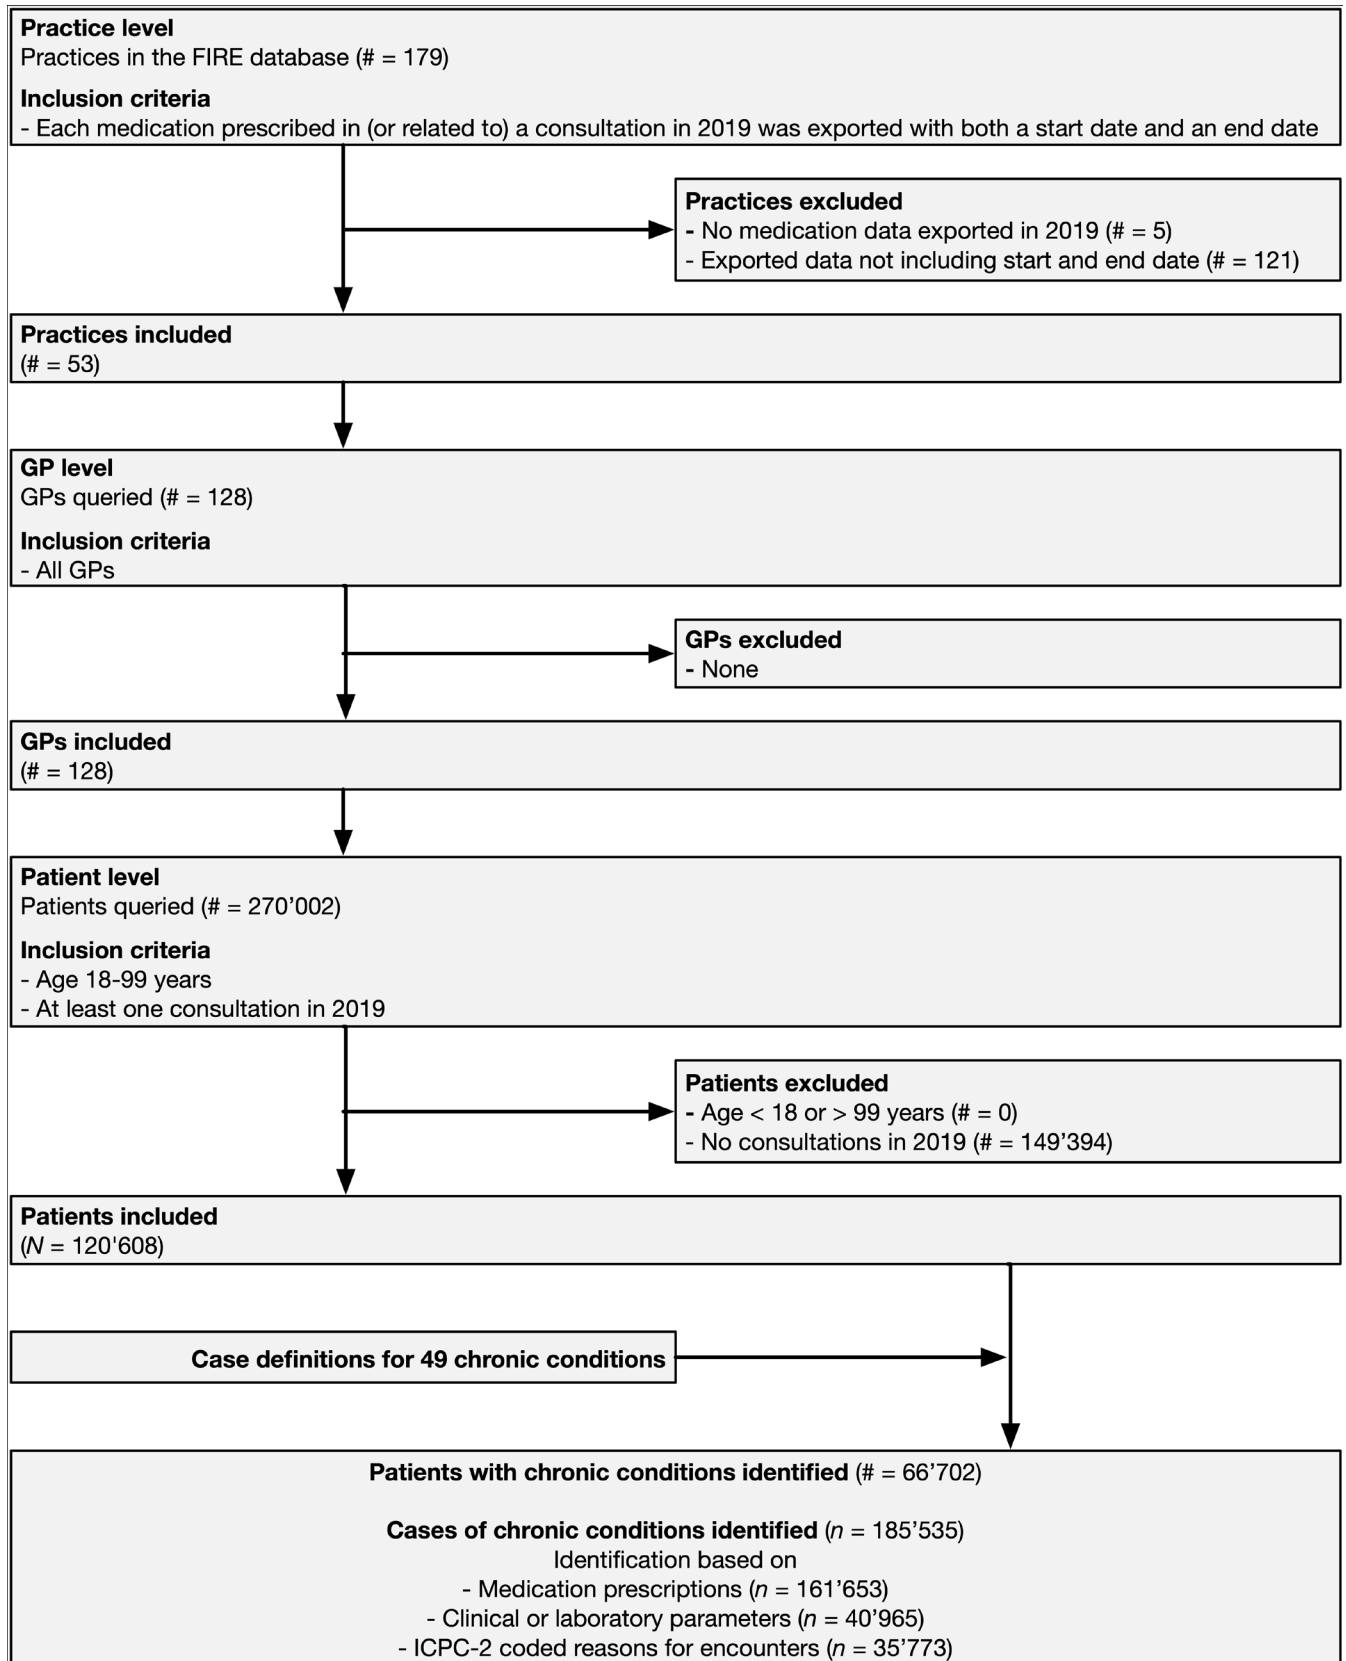 Practice level
Practices in the FIRE database (# = 179)
Inclusion criteria
- Each medication prescribed in (or related to) a consultation in 2019 was exported with both a start date and an end date
Practices excluded
- No medication data exported in 2019 (# = 5)
- Exported data not including start and end date (# = 121)
Practices included
(# = 53)
GP level
GPs queried (# = 128)
Inclusion criteria
- All GPs
GPs excluded
- None
GPs included
(# = 128)
Patient level
Patients queried (# = 270’002)
Inclusion criteria
- Age 18-99 years
- At least one consultation in 2019
Patients excluded
- Age < 18 or > 99 years (# = 0)
- No consultations in 2019 (# = 149’394)
Patients included
(N = 120'608)
Case definitions for 49 chronic conditions
Patients with chronic conditions identified (# = 66’702)
Cases of chronic conditions identified (n = 185’535)
Identification based on
- Medication prescriptions (n = 161’653)
- Clinical or laboratory parameters (n = 40’965)
- ICPC-2 coded reasons for encounters (n = 35’773)